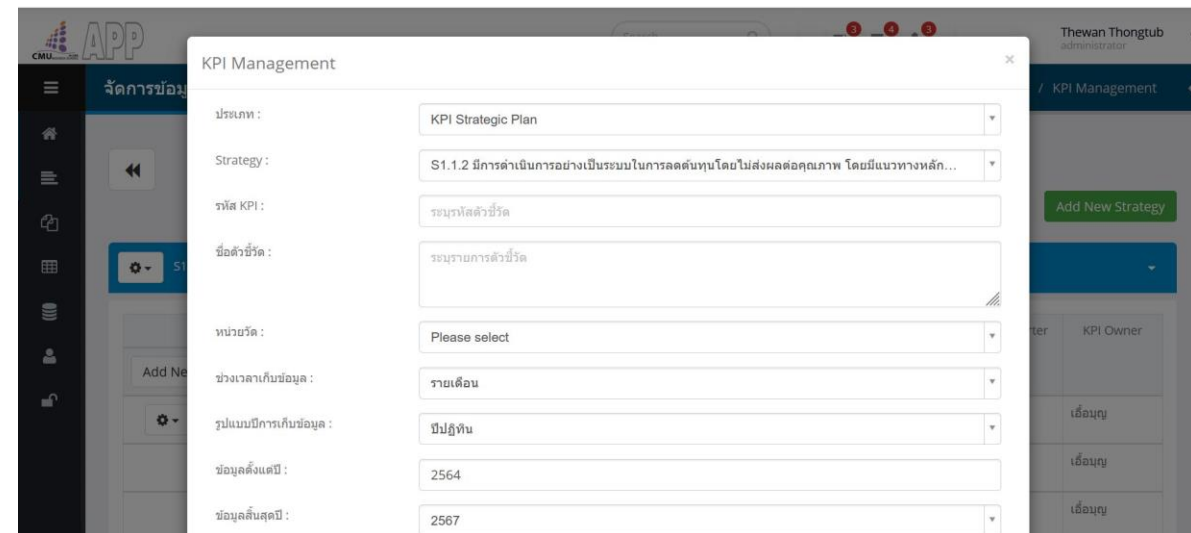 CMU APP
Search
3 4 3
Thewan Thongtub
administrator
KPI Management ×
จัดการข้อมู
/ KPI Management
ประเภท :
KPI Strategic Plan
Strategy :
S1.1.2 มีการดำเนินการอย่างเป็นระบบในการลดต้นทุนโดยไม่ส่งผลต่อคุณภาพ โดยมีแนวทางหลัก...
Add New Strategy
รหัส KPI :
ระบุรหัสตัวชี้วัด
ชื่อตัวชี้วัด :
ระบุรายการตัวชี้วัด
S1
หน่วยวัด :
Please select
ter
KPI Owner
Add Ne
ช่วงเวลาเก็บข้อมูล :
รายเดือน
รูปแบบปีการเก็บข้อมูล :
ปีปฏิทิน
เอื้อบุญ
ข้อมูลตั้งแต่ปี :
2564
เอื้อบุญ
ข้อมูลสิ้นสุดปี :
2567
เอื้อบุญ